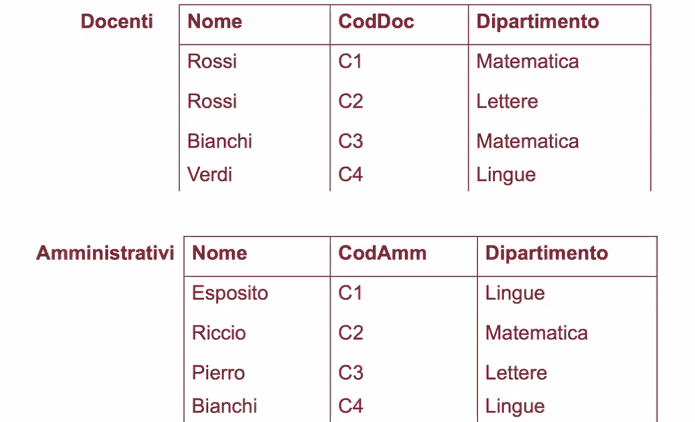 Docenti Nome CodDoc Dipartimento
Rossi C1 Matematica
Rossi C2 Lettere
Bianchi C3 Matematica
Verdi C4 Lingue
Amministrativi Nome CodAmm Dipartimento
Esposito C1 Lingue
Riccio C2 Matematica
Pierro C3 Lettere
Bianchi C4 Lingue